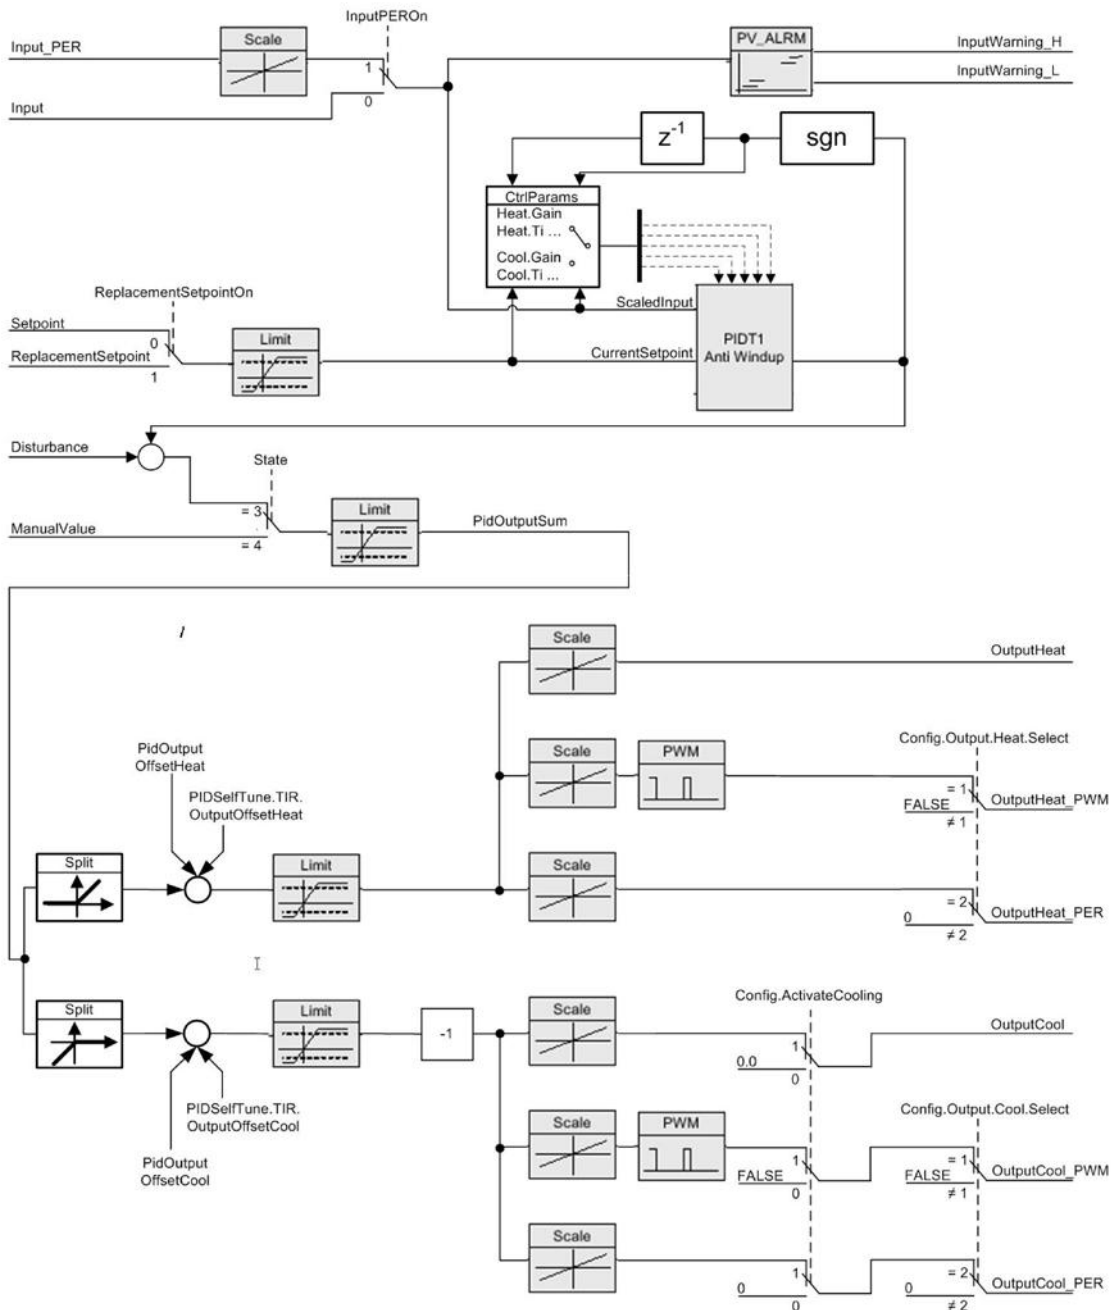 InputPEROn
Input_PER
Scale
1
0
Input
PV_ALRM
InputWarning_H
InputWarning_L
z-1
sgn
CtrlParams
Heat.Gain
Heat.Ti ...
Cool.Gain
Cool.Ti ...
ReplacementSetpointOn
Setpoint
0
ReplacementSetpoint
1
Limit
ScaledInput
CurrentSetpoint
PIDT1
Anti Windup
Disturbance
State
= 3
ManualValue
= 4
Limit
PidOutputSum
Scale
OutputHeat
PidOutput
OffsetHeat
PIDSelfTune.TIR.
OutputOffsetHeat
Scale
PWM
Config.Output.Heat.Select
= 1
FALSE
≠ 1
OutputHeat_PWM
Split
Limit
Scale
= 2
0
≠ 2
OutputHeat_PER
Split
Limit
-1
Scale
Config.ActivateCooling
1
0.0
0
OutputCool
PIDSelfTune.TIR.
OutputOffsetCool
PidOutput
OffsetCool
Scale
PWM
1
FALSE
0
Config.Output.Cool.Select
= 1
FALSE
≠ 1
OutputCool_PWM
Scale
1
0
0
= 2
0
≠ 2
OutputCool_PER